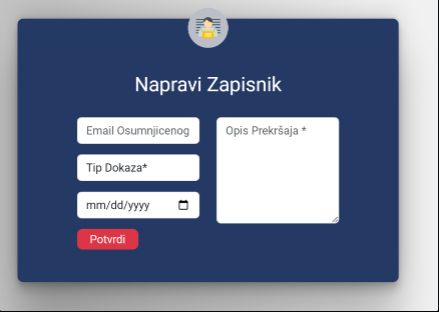 Napravi Zapisnik
Email Osumnjicenog
Opis Prekršaja *
Tip Dokaza*
mm/dd/yyyy
Potvrdi